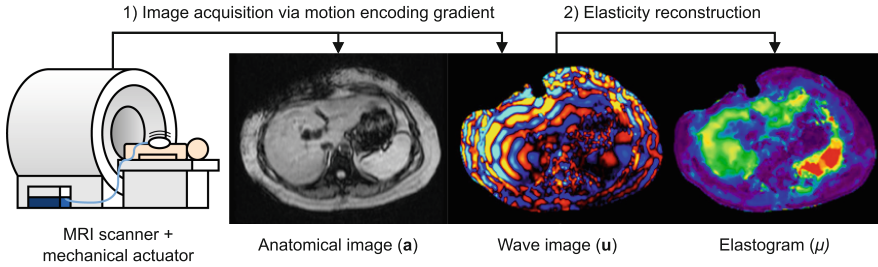 1) Image acquisition via motion encoding gradient
2) Elasticity reconstruction
MRI scanner +
mechanical actuator
Anatomical image (a)
Wave image (u)
Elastogram (μ)